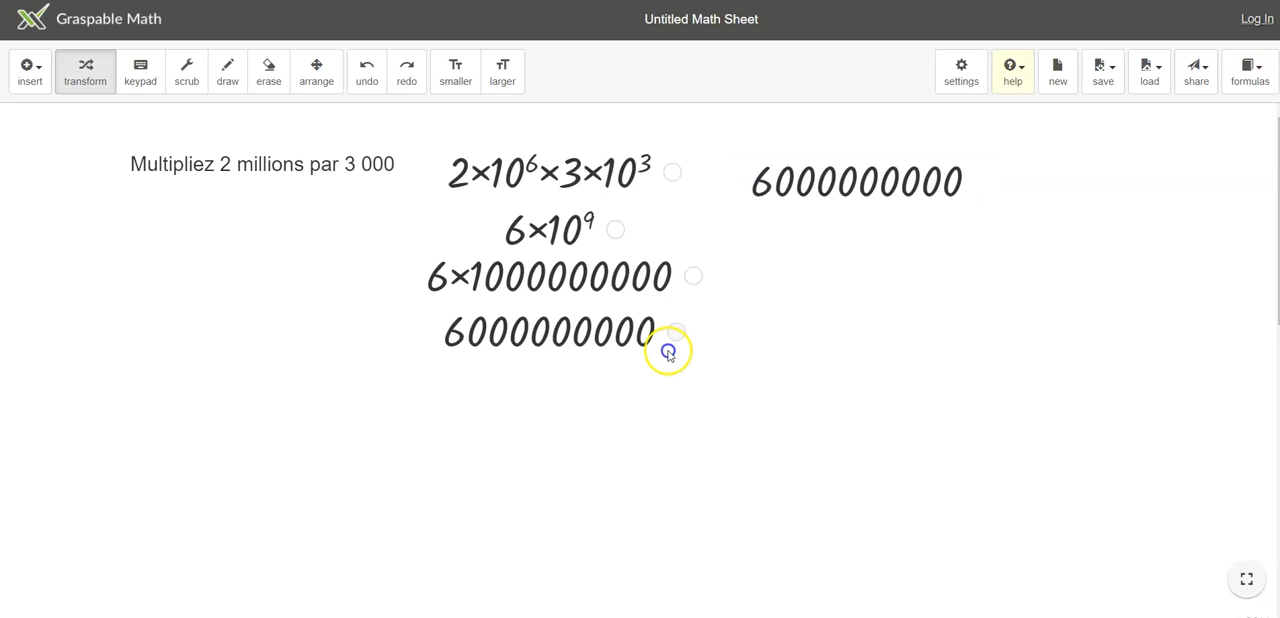 Graspable Math
Untitled Math Sheet
Log In
insert
transform
keypad
scrub
draw
erase
arrange
undo
redo
Tt
smaller
TT
larger
settings
help
new
save
load
share
formulas
Multipliez 2 millions par 3 000
2×10⁶×3×10³
6×10⁹
6×1000000000
6000000000
6000000000